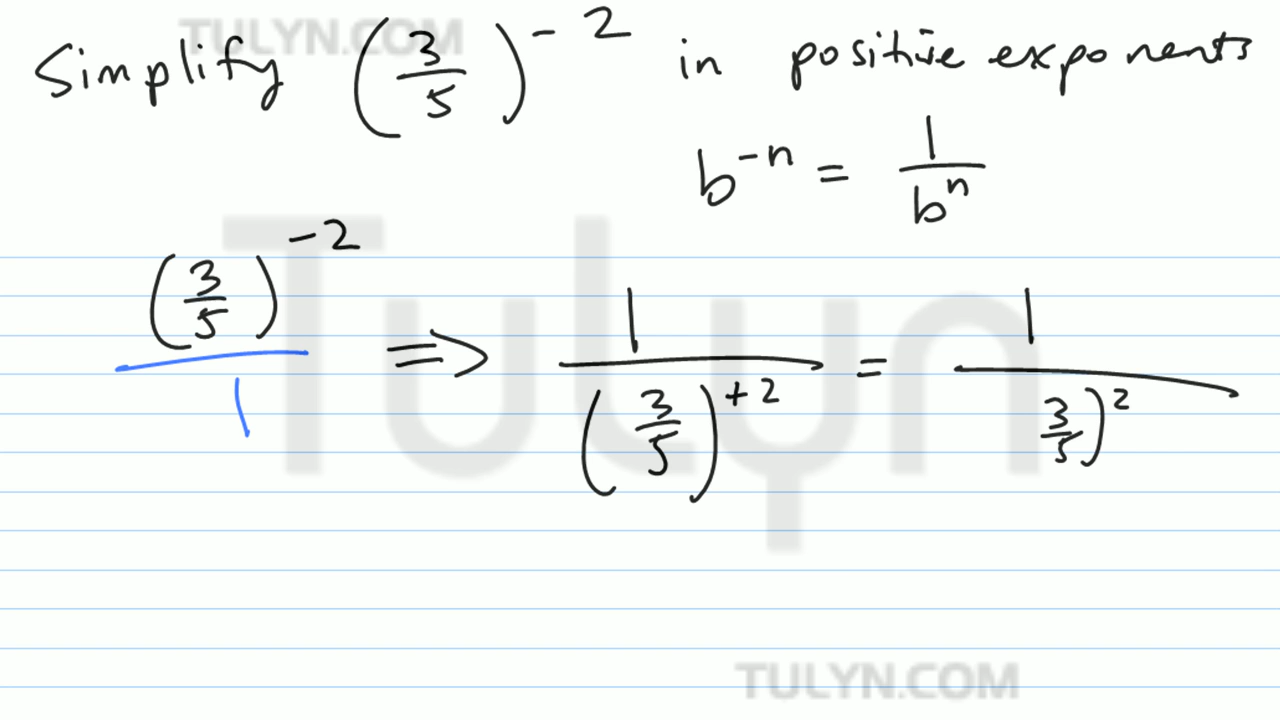 TULYN.COM
Simplify (3/5)^-2 in positive exponents
b^-n = 1/b^n
(3/5)^-2/1 ⇒ 1/(3/5)^+2 = 1/3/5)^2
Tulyn
TULYN.COM